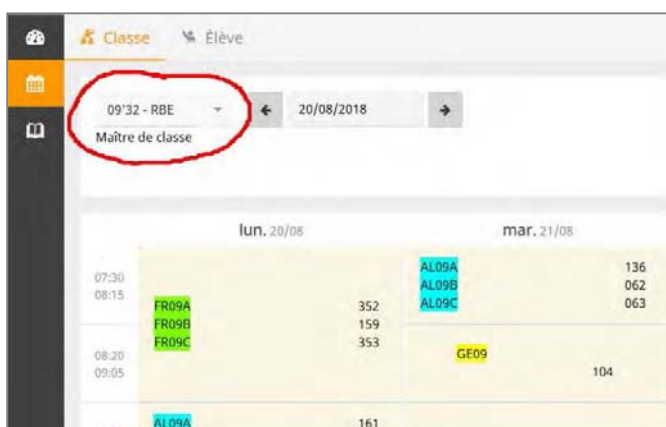 Classe Élève
09'32 - RBE 20/08/2018
Maître de classe
lun. 20/08 mar. 21/08
07:30
08:15
FR09A 352
FR09B 159
FR09C 353
AL09A 136
AL09B 062
AL09C 063
08:20
09:05
GE09 104
AL09A 161